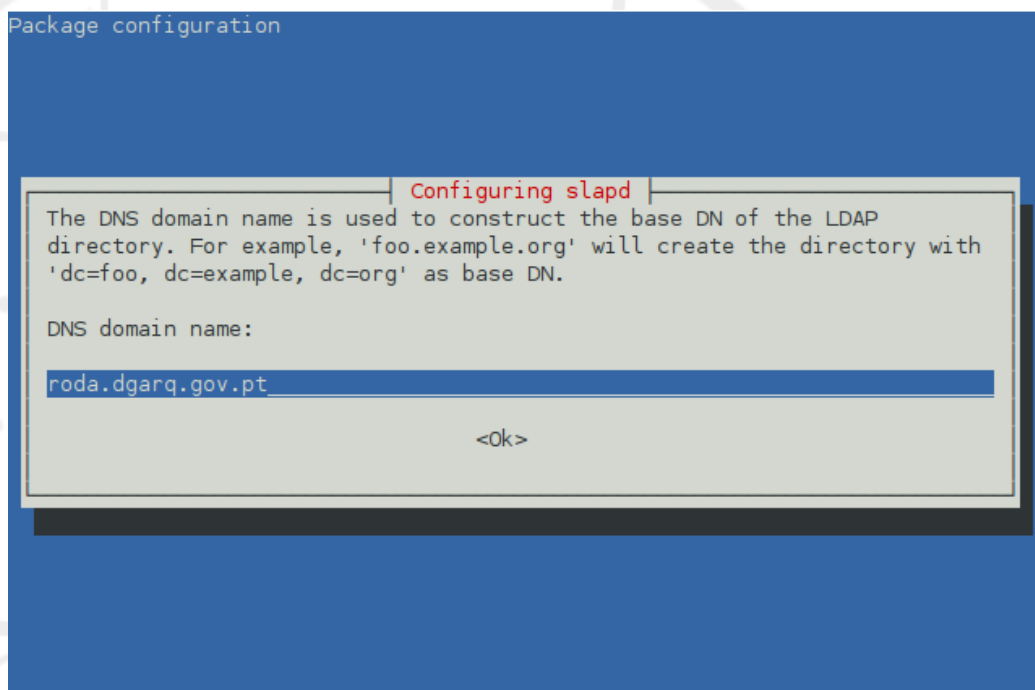 Package configuration
Configuring slapd
The DNS domain name is used to construct the base DN of the LDAP
directory. For example, 'foo.example.org' will create the directory with
'dc=foo, dc=example, dc=org' as base DN.
DNS domain name:
roda.dgarq.gov.pt
<Ok>